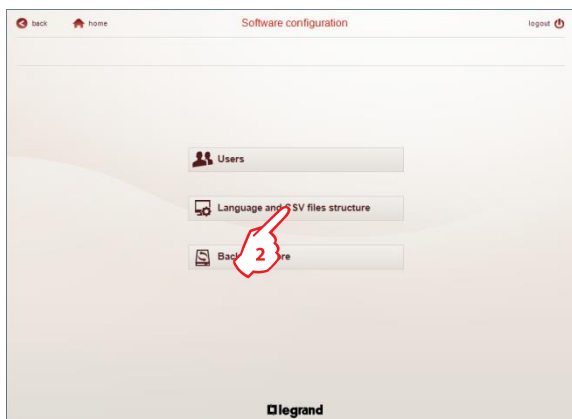 back home Software configuration logout
Users
Language and CSV files structure
2
legrand